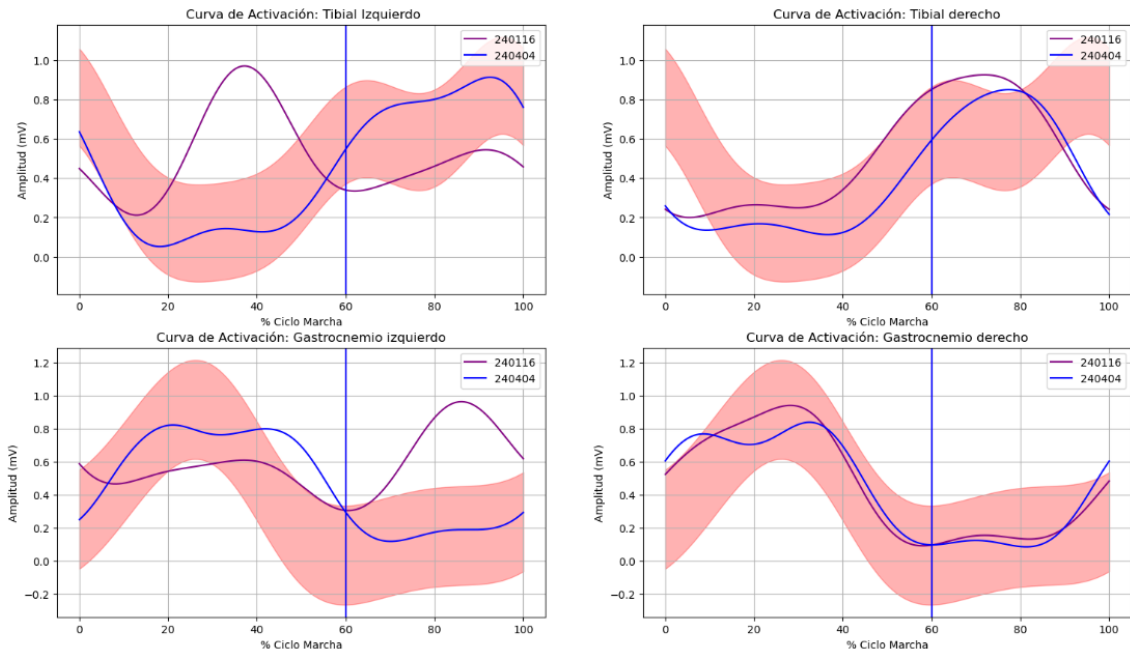 Curva de Activación: Tibial Izquierdo
Amplitud (mV)
1.0
0.8
0.6
0.4
0.2
0.0
240116
240404
0 20 40 60 80 100
% Ciclo Marcha
Curva de Activación: Tibial derecho
Amplitud (mV)
1.0
0.8
0.6
0.4
0.2
0.0
240116
240404
0 20 40 60 80 100
% Ciclo Marcha
Curva de Activación: Gastrocnemio izquierdo
Amplitud (mV)
1.2
1.0
0.8
0.6
0.4
0.2
0.0
−0.2
240116
240404
0 20 40 60 80 100
% Ciclo Marcha
Curva de Activación: Gastrocnemio derecho
Amplitud (mV)
1.2
1.0
0.8
0.6
0.4
0.2
0.0
−0.2
240116
240404
0 20 40 60 80 100
% Ciclo Marcha